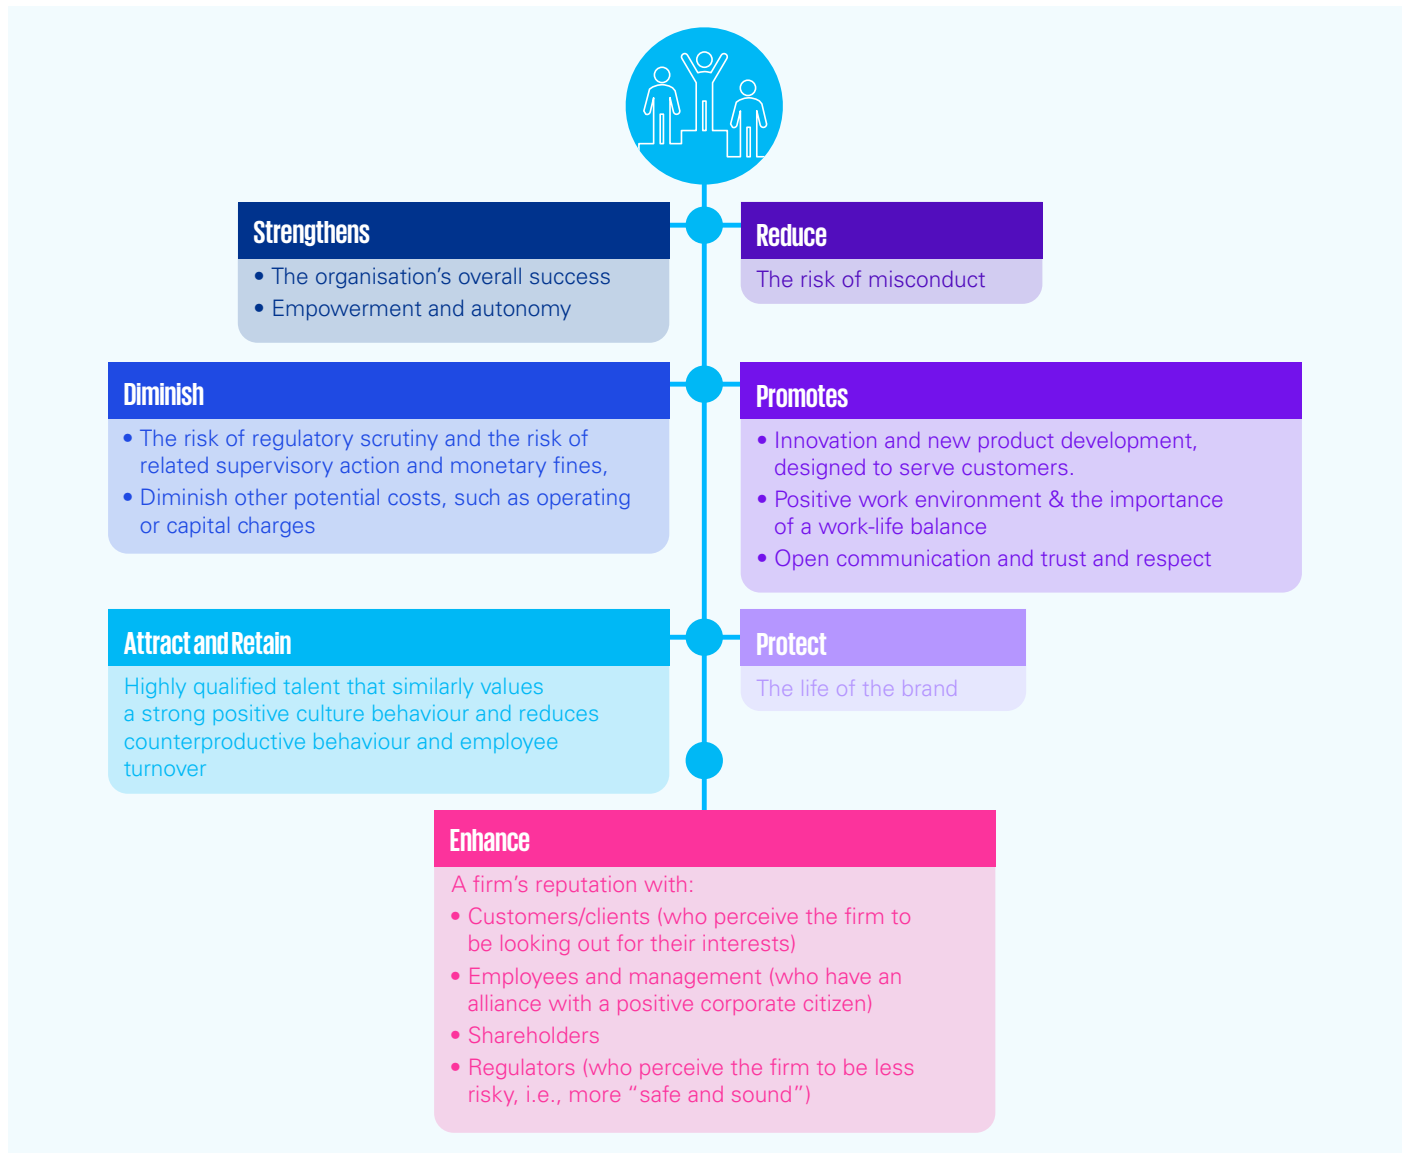 Strengthens
• The organisation’s overall success
• Empowerment and autonomy
Reduce
The risk of misconduct
Diminish
• The risk of regulatory scrutiny and the risk of
related supervisory action and monetary fines,
• Diminish other potential costs, such as operating
or capital charges
Promotes
• Innovation and new product development,
designed to serve customers.
• Positive work environment & the importance
of a work-life balance
• Open communication and trust and respect
Attract and Retain
Highly qualified talent that similarly values
a strong positive culture behaviour and reduces
counterproductive behaviour and employee
turnover
Protect
The life of the brand
Enhance
A firm’s reputation with:
• Customers/clients (who perceive the firm to
be looking out for their interests)
• Employees and management (who have an
alliance with a positive corporate citizen)
• Shareholders
• Regulators (who perceive the firm to be less
risky, i.e., more “safe and sound”)